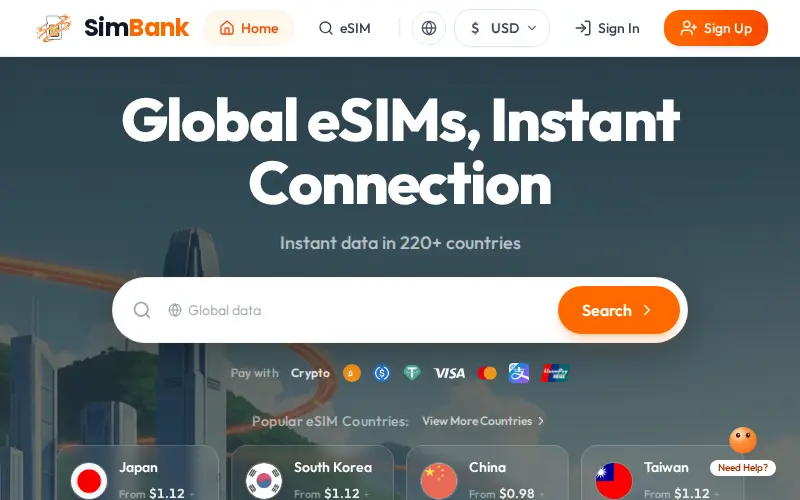 SimBank
Home
eSIM
$ USD
Sign In
Sign Up
Global eSIMs, Instant
Connection
Instant data in 220+ countries
Global data
Search
Pay with Crypto VISA
Popular eSIM Countries: View More Countries
Japan
From $1.12
South Korea
From $1.12
China
From $0.98
Taiwan
From $1.12
Need Help?